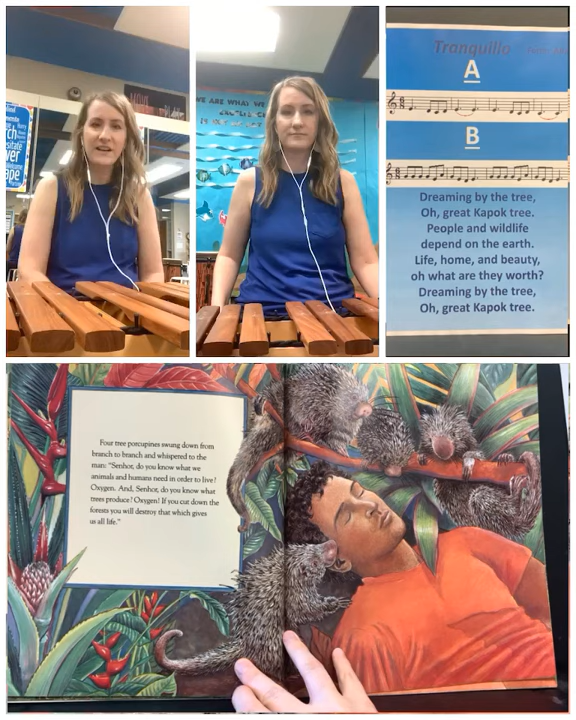 WE ARE WHAT WE
Tranquillo
A
B
Dreaming by the tree,
Oh, great Kapok tree.
People and wildlife
depend on the earth.
Life, home, and beauty,
oh what are they worth?
Dreaming by the tree,
Oh, great Kapok tree.
Four tree porcupines swung down from
branch to branch and whispered to the
man: "Senhor, do you know what we
animals and humans need in order to live?
Oxygen. And, Senhor, do you know what
trees produce? Oxygen! If you cut down the
forests you will destroy that which gives
us all life."